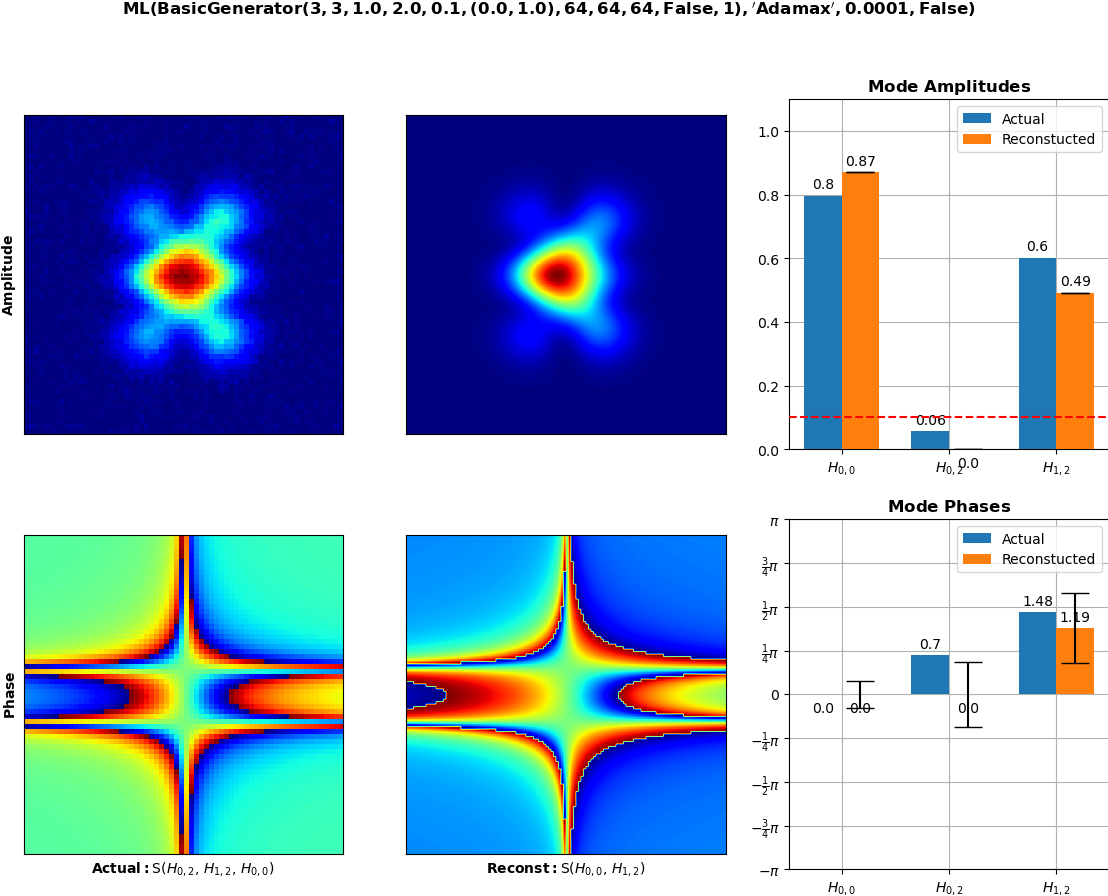 ML(BasicGenerator(3, 3, 1.0, 2.0, 0.1, (0.0, 1.0), 64, 64, 64, False, 1), ′Adamax′, 0.0001, False)
Amplitude
Mode Amplitudes
Actual
Reconstucted
1.0
0.8
0.6
0.4
0.2
0.0
0.8
0.87
0.06
0.0
0.6
0.49
H0,0
H0,2
H1,2
Phase
Actual: S(H0,2, H1,2, H0,0)
Reconst: S(H0,0, H1,2)
Mode Phases
Actual
Reconstucted
π
3/4π
1/2π
1/4π
0
−1/4π
−1/2π
−3/4π
−π
0.0
0.0
0.7
0.0
1.48
1.19
H0,0
H0,2
H1,2